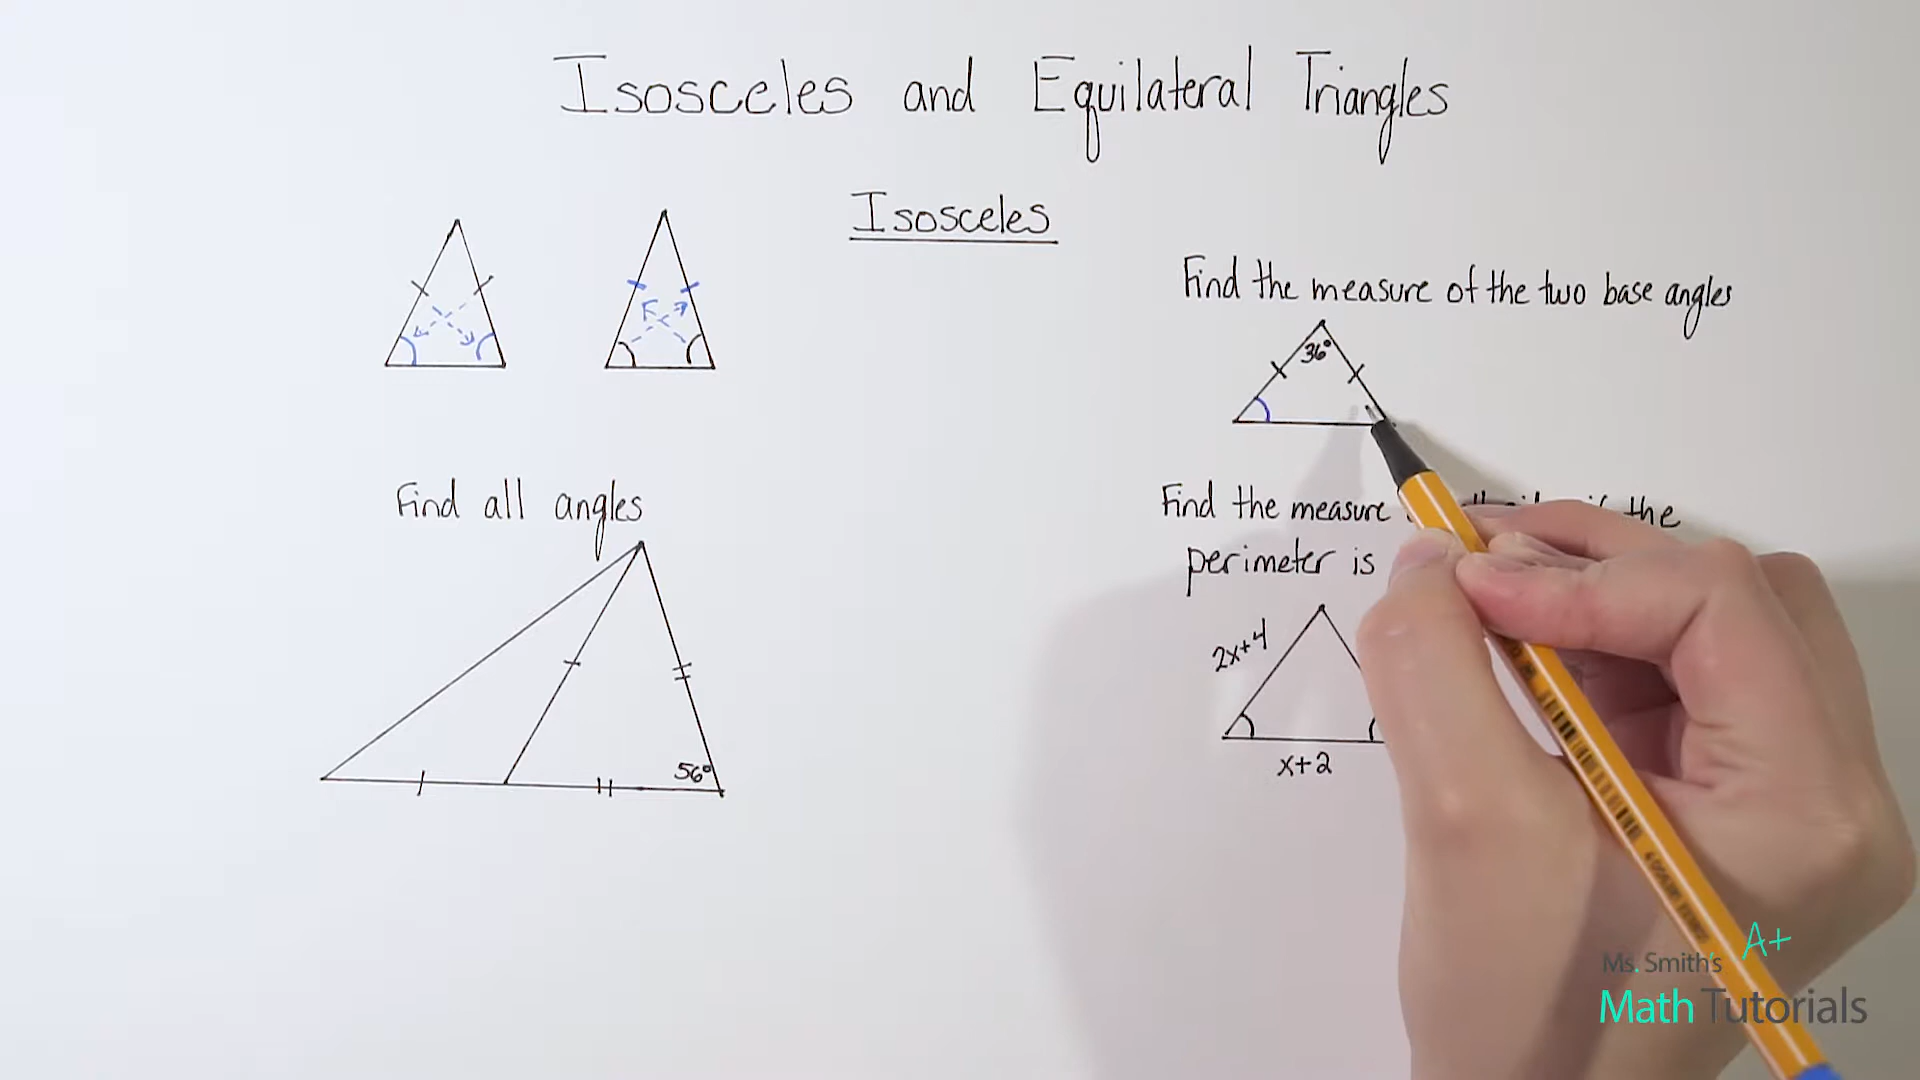 Isosceles and Equilateral Triangles
Isosceles
Find the measure of the two base angles
36°
Find all angles
56°
Find the measure the
perimeter is
2x+4
x+2
A+
Ms. Smith's
Math Tutorials